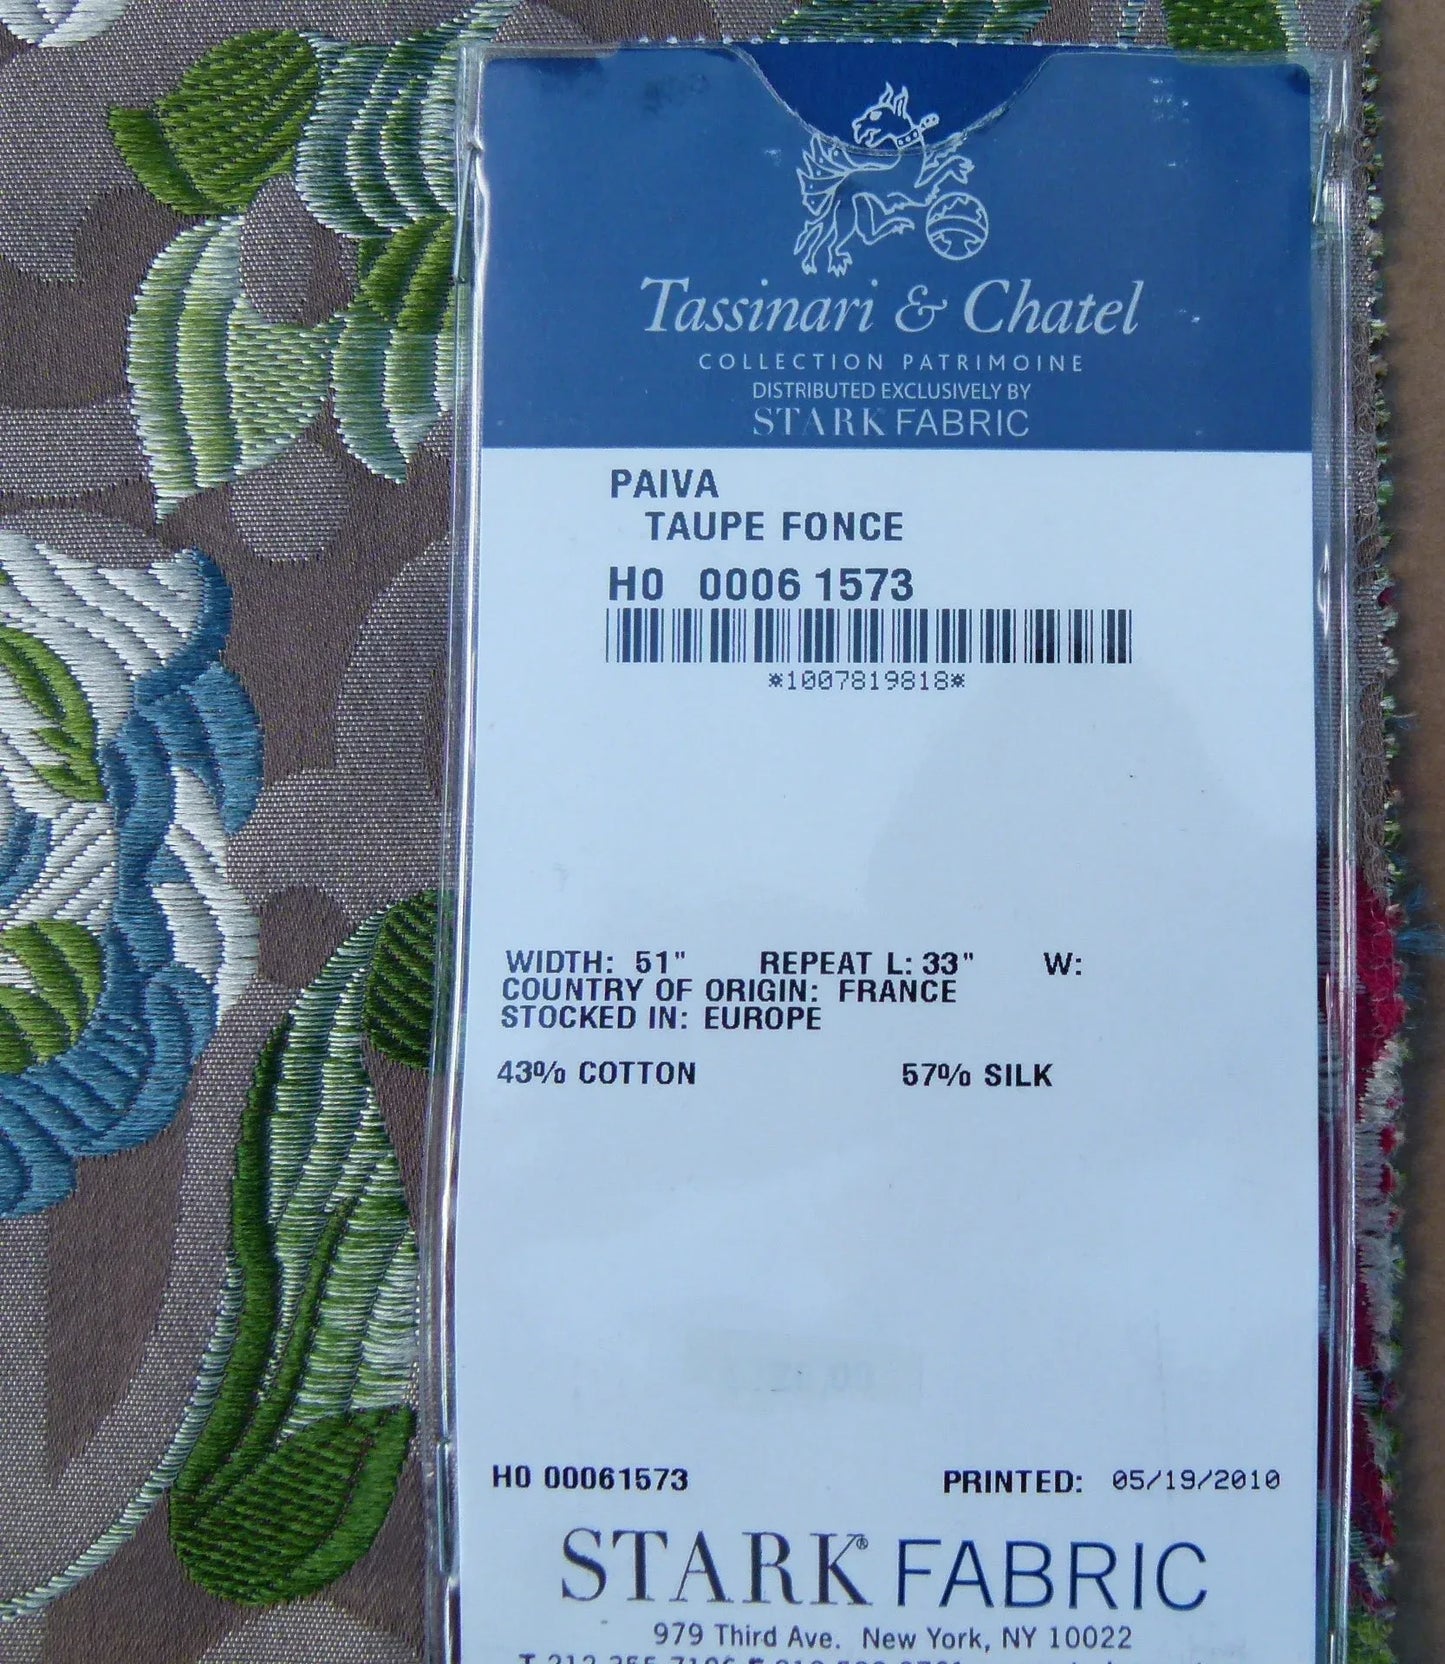 Tassinari & Chatel
COLLECTION PATRIMOINE
DISTRIBUTED EXCLUSIVELY BY
STARK FABRIC
PAIVA
TAUPE FONCE
H0 00061573
*1007819818*
WIDTH: 51" REPEAT L: 33" W:
COUNTRY OF ORIGIN: FRANCE
STOCKED IN: EUROPE
43% COTTON 57% SILK
H0 00061573 PRINTED: 05/19/2010
STARK® FABRIC
979 Third Ave. New York, NY 10022